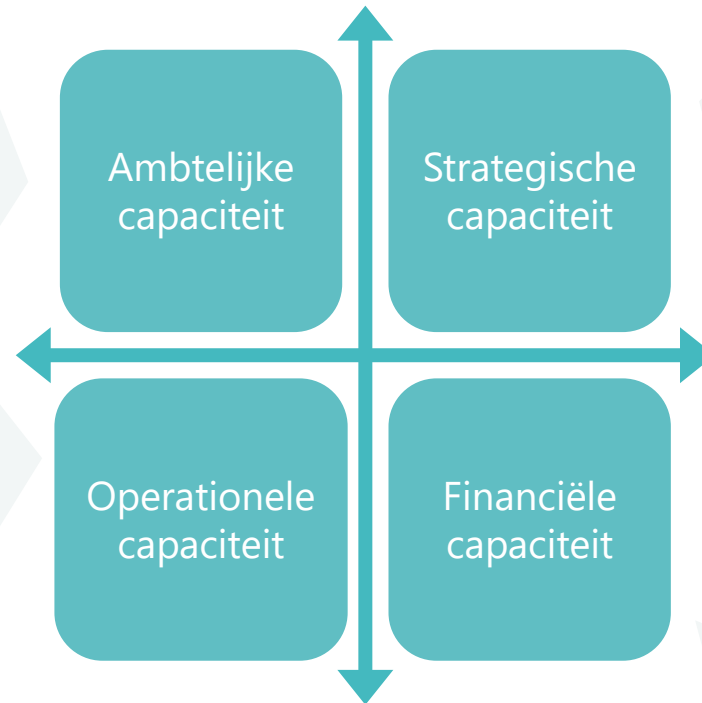 Ambtelijke
capaciteit
Strategische
capaciteit
Operationele
capaciteit
Financiële
capaciteit